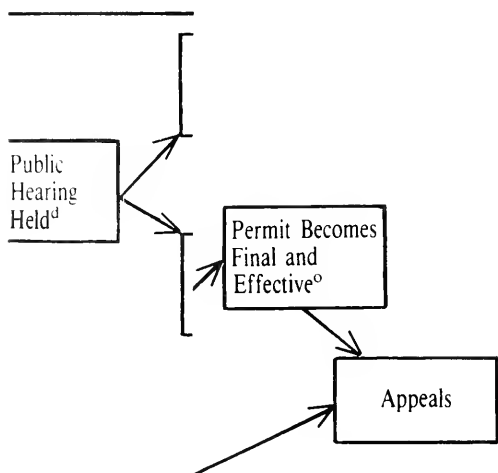 Public
Hearing
Held^d
Permit Becomes
Final and
Effective^o
Appeals